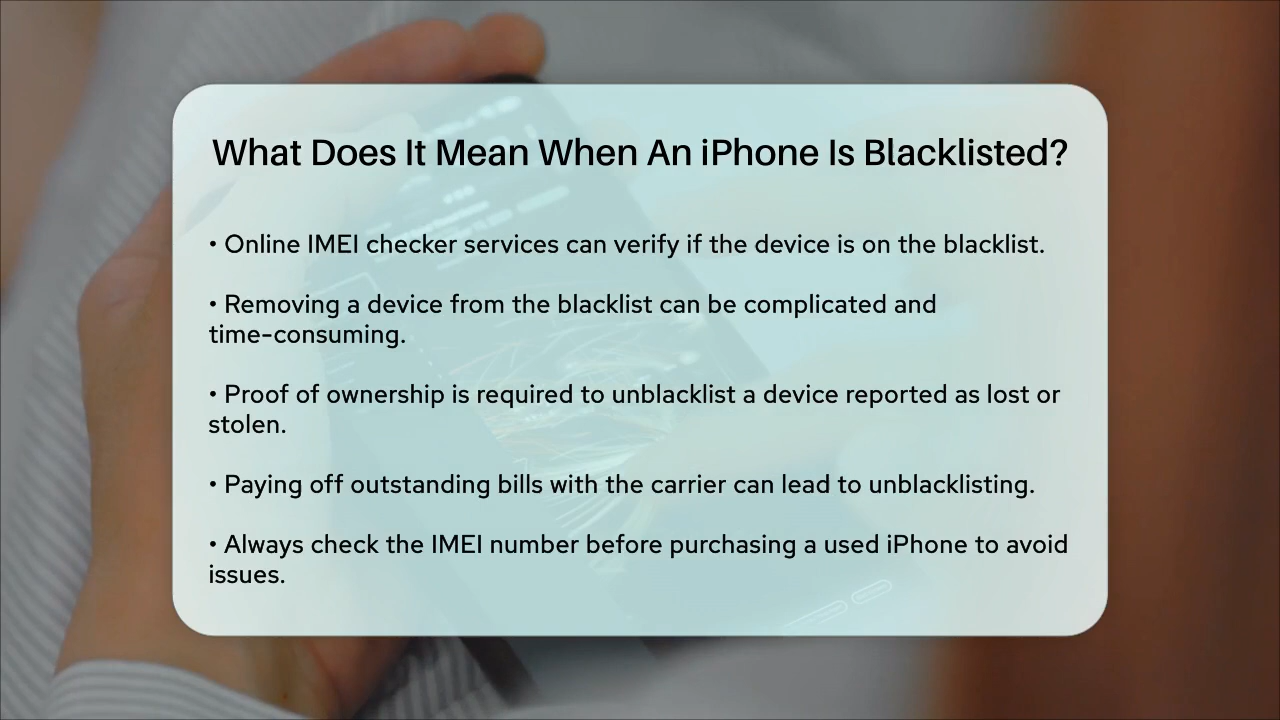 What Does It Mean When An iPhone Is Blacklisted?
• Online IMEI checker services can verify if the device is on the blacklist.
• Removing a device from the blacklist can be complicated and
time-consuming.
• Proof of ownership is required to unblacklist a device reported as lost or
stolen.
• Paying off outstanding bills with the carrier can lead to unblacklisting.
• Always check the IMEI number before purchasing a used iPhone to avoid
issues.